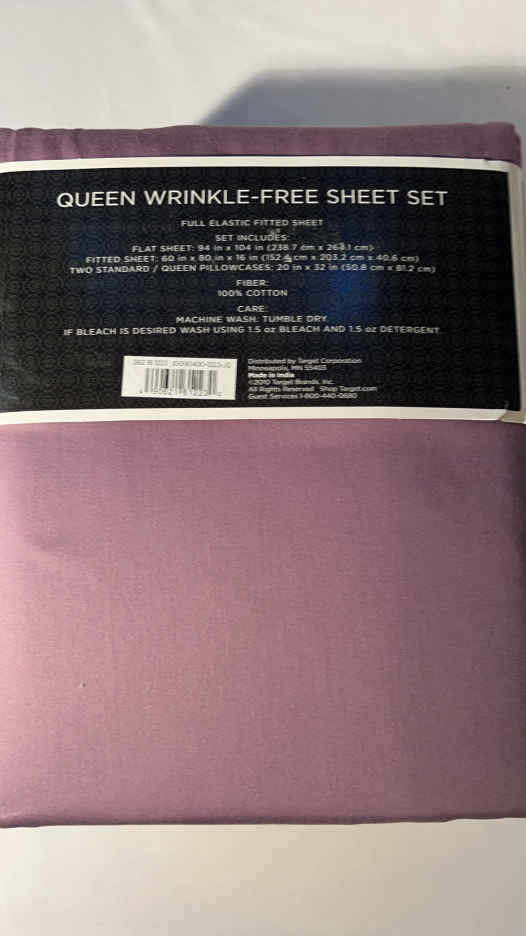 QUEEN WRINKLE-FREE SHEET SET
FULL ELASTIC FITTED SHEET
SET INCLUDES:
FLAT SHEET: 94 in x 104 in (238.7 cm x 264.1 cm)
FITTED SHEET: 60 in x 80 in x 16 in (152.4 cm x 203.2 cm x 40.6 cm)
TWO STANDARD / QUEEN PILLOWCASES: 20 in x 32 in (50.8 cm x 81.2 cm)
FIBER:
100% COTTON
CARE:
MACHINE WASH. TUMBLE DRY.
IF BLEACH IS DESIRED WASH USING 1.5 oz BLEACH AND 1.5 oz DETERGENT.
Distributed by Target Corporation
Minneapolis, MN 55403
Made in India
©2010 Target Brands, Inc.
All Rights Reserved Shop Target.com
Guest Services 1-800-440-0680